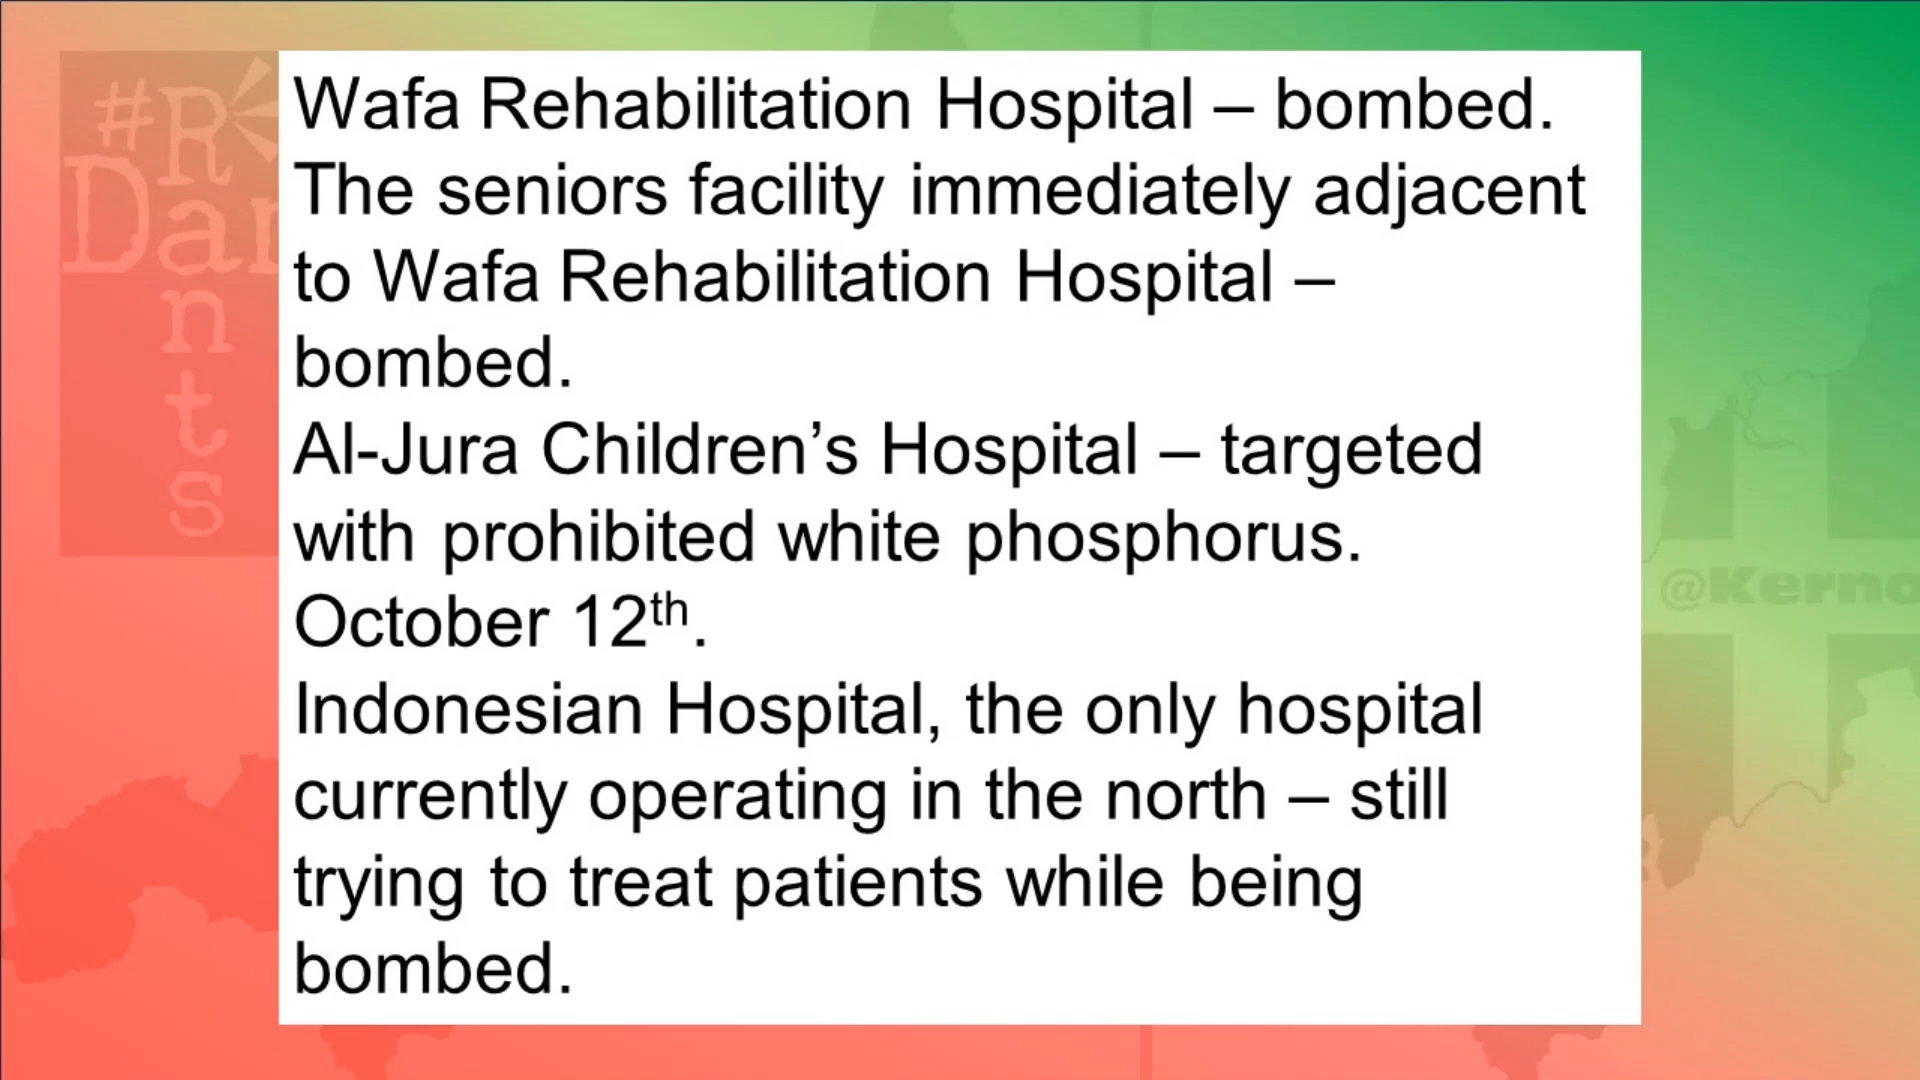 Wafa Rehabilitation Hospital – bombed.
The seniors facility immediately adjacent
to Wafa Rehabilitation Hospital –
bombed.
Al-Jura Children’s Hospital – targeted
with prohibited white phosphorus.
October 12th.
Indonesian Hospital, the only hospital
currently operating in the north – still
trying to treat patients while being
bombed.
#R
Dants